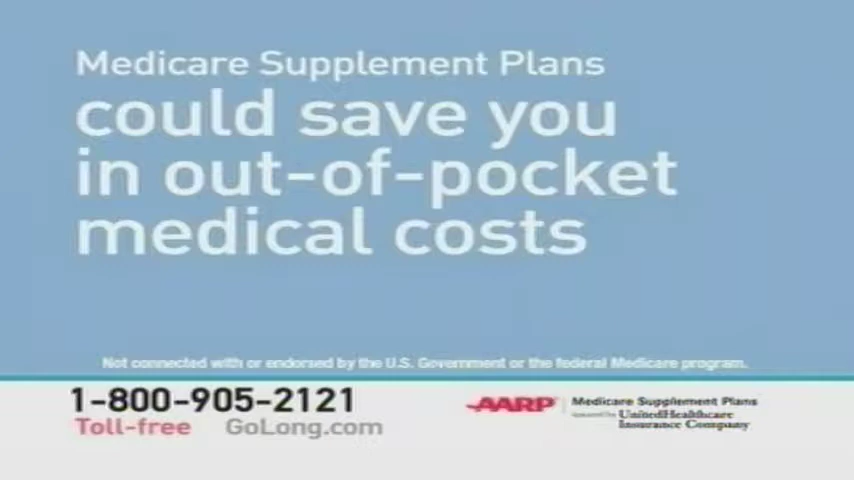 Medicare Supplement Plans
could save you
in out-of-pocket
medical costs
Not connected with or endorsed by the U.S. Government or the federal Medicare program.
1-800-905-2121
Toll-free GoLong.com
AARP Medicare Supplement Plans
UnitedHealthcare
Insurance Company